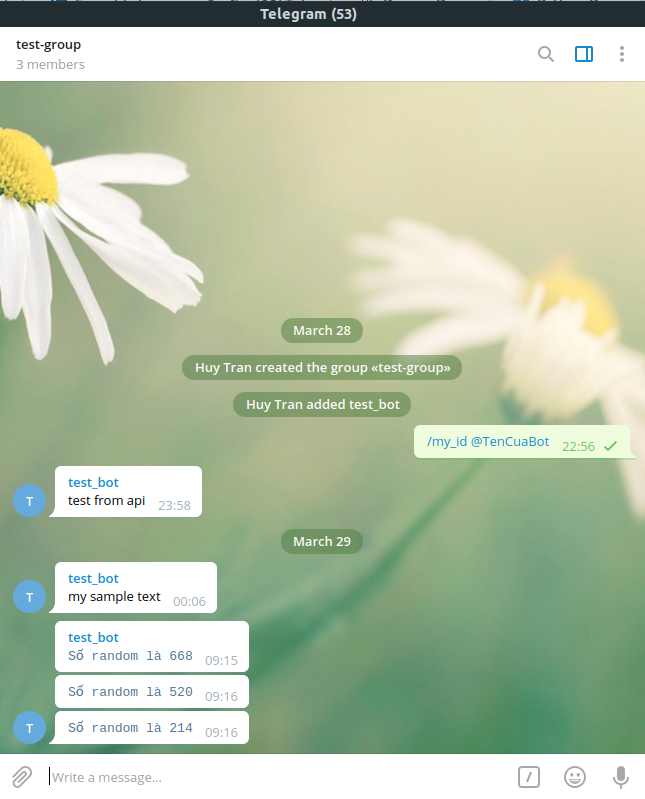 Telegram (53)
test-group
3 members
March 28
Huy Tran created the group «test-group»
Huy Tran added test_bot
/my_id @TenCuaBot 22:56
test_bot
T test from api 23:58
March 29
test_bot
T my sample text 00:06
test_bot
Số random là 668 09:15
Số random là 520 09:16
T Số random là 214 09:16
/ Write a message...